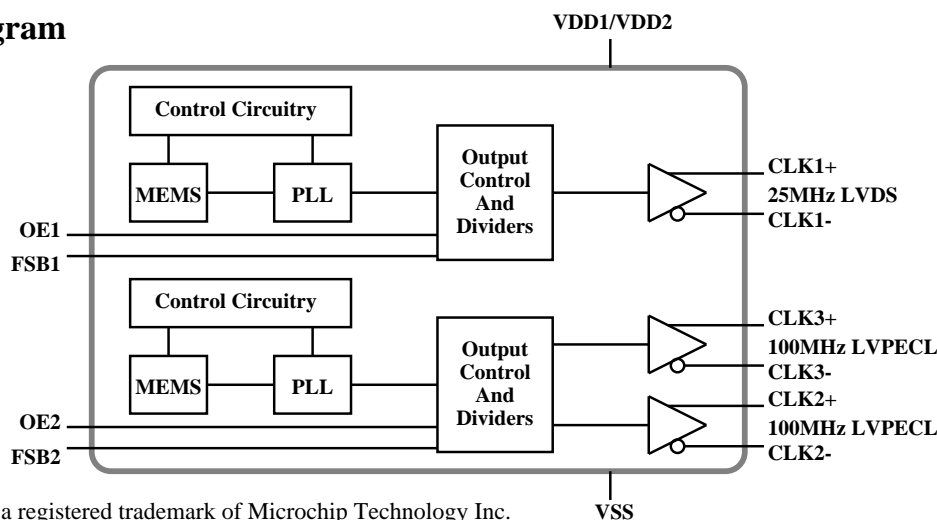 gram
VDD1/VDD2
Control Circuitry
MEMS
PLL
Output
Control
And
Dividers
CLK1+
25MHz LVDS
CLK1-
OE1
FSB1
Control Circuitry
MEMS
PLL
Output
Control
And
Dividers
CLK3+
100MHz LVPECL
CLK3-
CLK2+
100MHz LVPECL
CLK2-
OE2
FSB2
a registered trademark of Microchip Technology Inc.
VSS